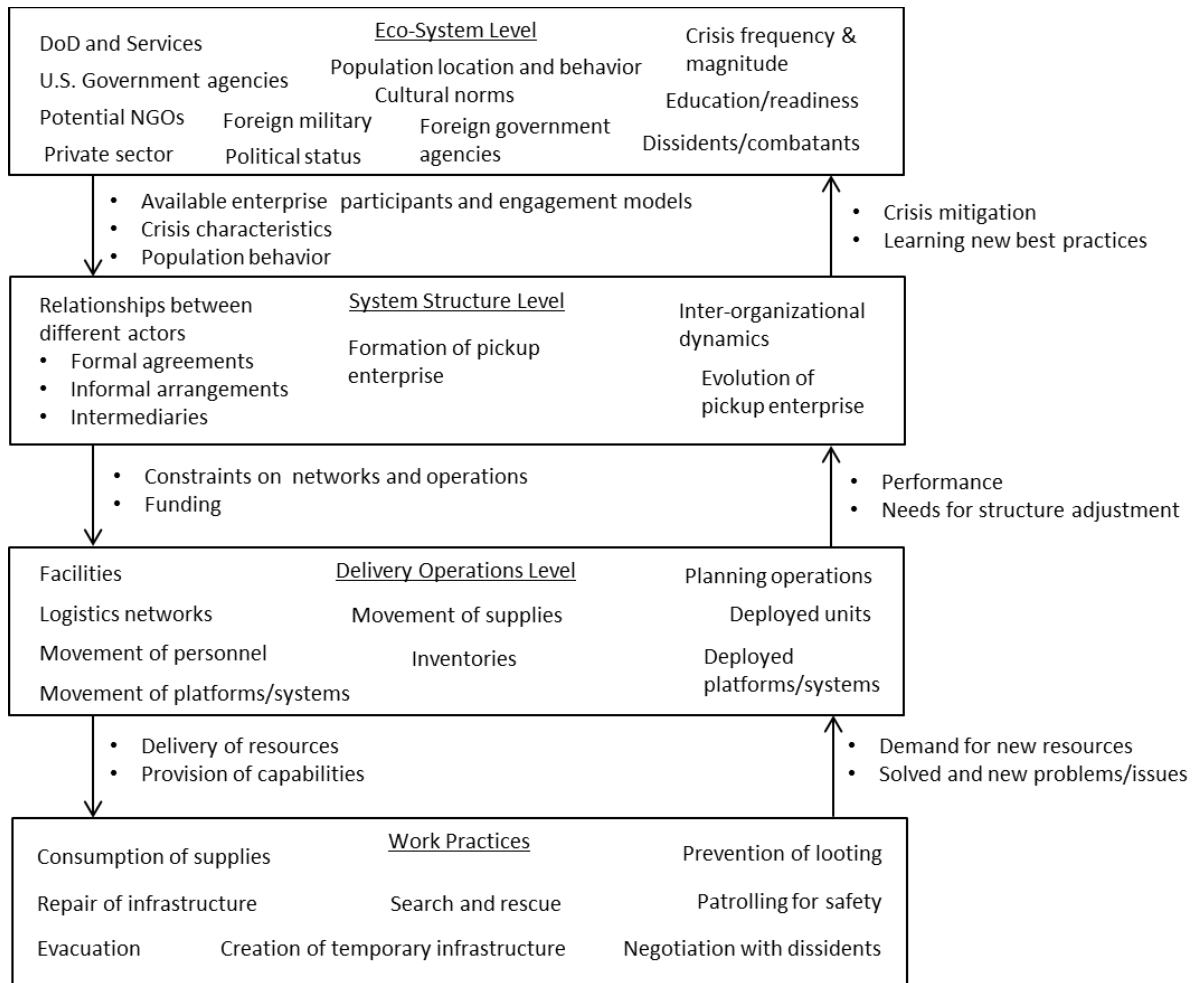 Eco-System Level
DoD and Services
U.S. Government agencies
Potential NGOs
Private sector
Foreign military
Political status
Population location and behavior
Cultural norms
Foreign government
agencies
Crisis frequency &
magnitude
Education/readiness
Dissidents/combatants
• Available enterprise participants and engagement models
• Crisis characteristics
• Population behavior
• Crisis mitigation
• Learning new best practices
System Structure Level
Relationships between
different actors
• Formal agreements
• Informal arrangements
• Intermediaries
Formation of pickup
enterprise
Inter-organizational
dynamics
Evolution of
pickup enterprise
• Constraints on networks and operations
• Funding
• Performance
• Needs for structure adjustment
Delivery Operations Level
Facilities
Logistics networks
Movement of personnel
Movement of platforms/systems
Movement of supplies
Inventories
Planning operations
Deployed units
Deployed
platforms/systems
• Delivery of resources
• Provision of capabilities
• Demand for new resources
• Solved and new problems/issues
Work Practices
Consumption of supplies
Repair of infrastructure
Evacuation
Search and rescue
Creation of temporary infrastructure
Prevention of looting
Patrolling for safety
Negotiation with dissidents